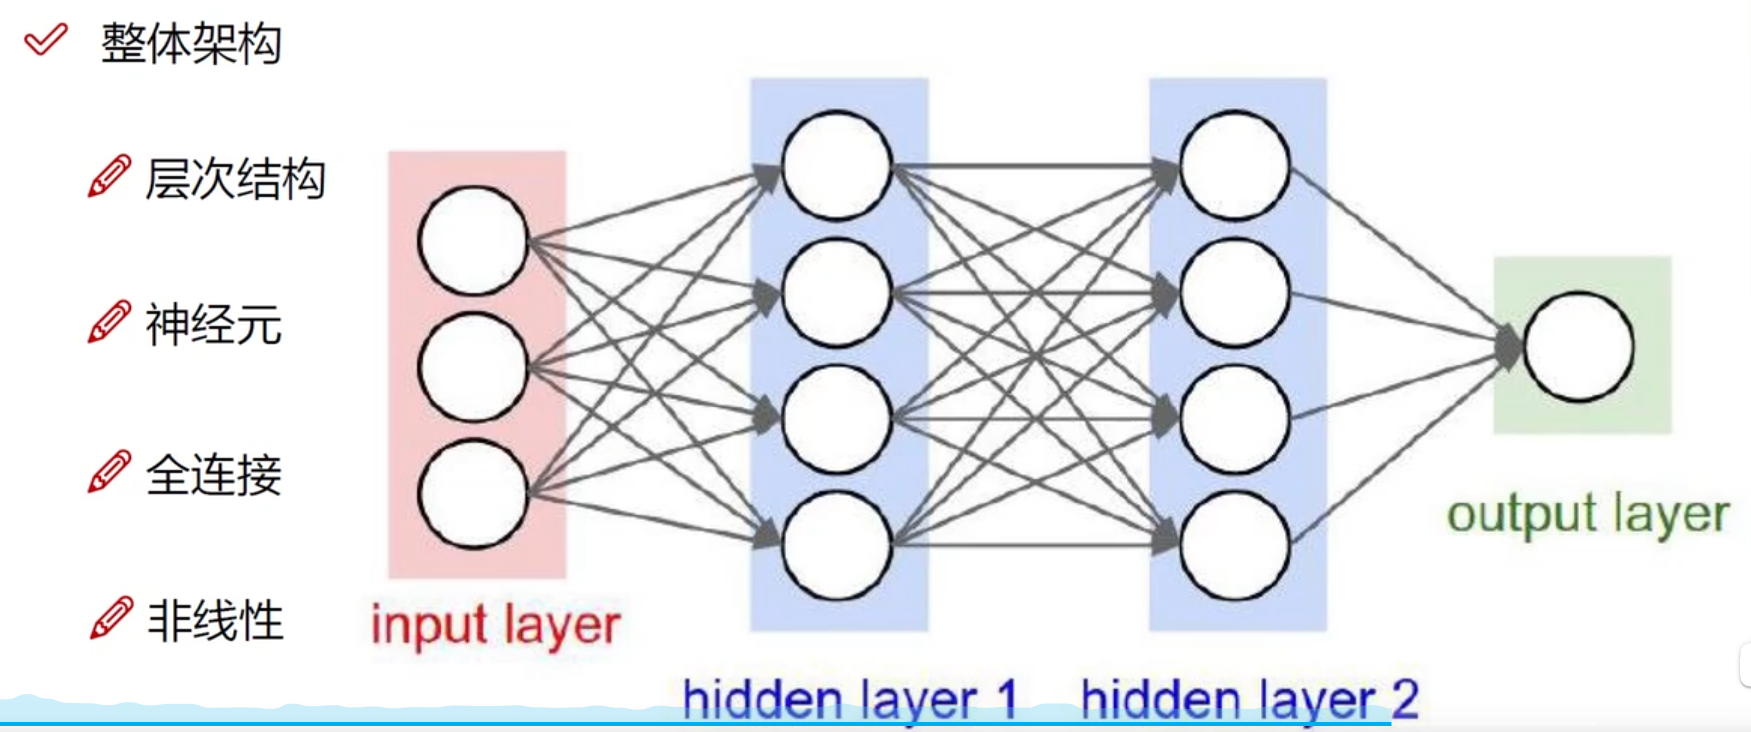 整体架构
层次结构
神经元
全连接
非线性
input layer
hidden layer 1
hidden layer 2
output layer